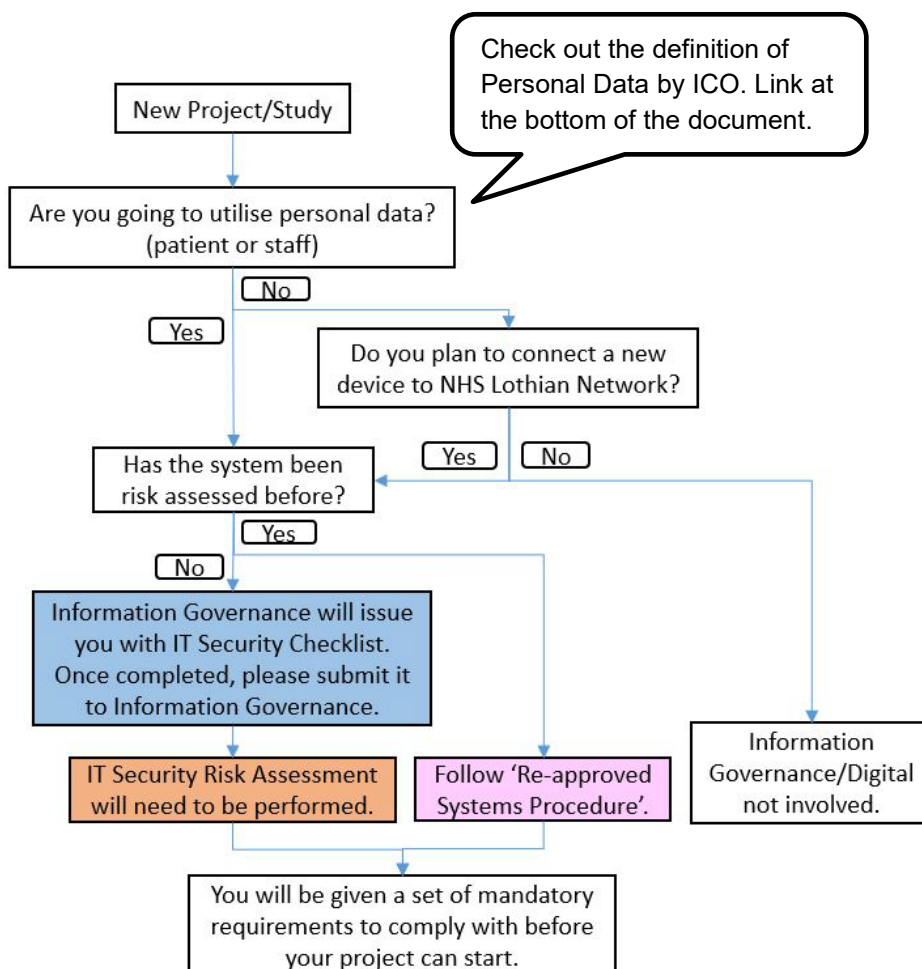 Check out the definition of
Personal Data by ICO. Link at
the bottom of the document.
New Project/Study
Are you going to utilise personal data?
(patient or staff)
No
Yes
Do you plan to connect a new
device to NHS Lothian Network?
Yes
No
Has the system been
risk assessed before?
Yes
No
Information Governance will issue
you with IT Security Checklist.
Once completed, please submit it
to Information Governance.
IT Security Risk Assessment
will need to be performed.
Follow ‘Re-approved
Systems Procedure’.
Information
Governance/Digital
not involved.
You will be given a set of mandatory
requirements to comply with before
your project can start.